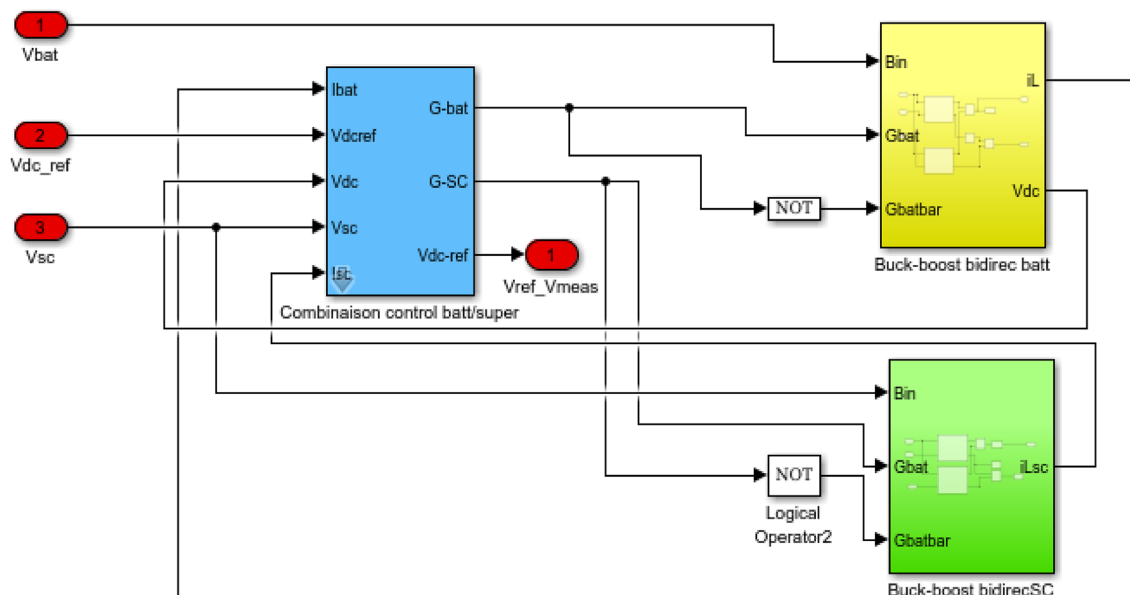 1
Vbat
2
Vdc_ref
3
Vsc
Ibat
Vdcref
Vdc
Vsc
Isc
G-bat
G-SC
Vdc-ref
Combinaison control batt/super
1
Vref_Vmeas
NOT
Bin
Gbat
Gbatbar
iL
Vdc
Buck-boost bidirec batt
NOT
Logical
Operator2
Bin
Gbat
Gbatbar
iLsc
Buck-boost bidirecSC